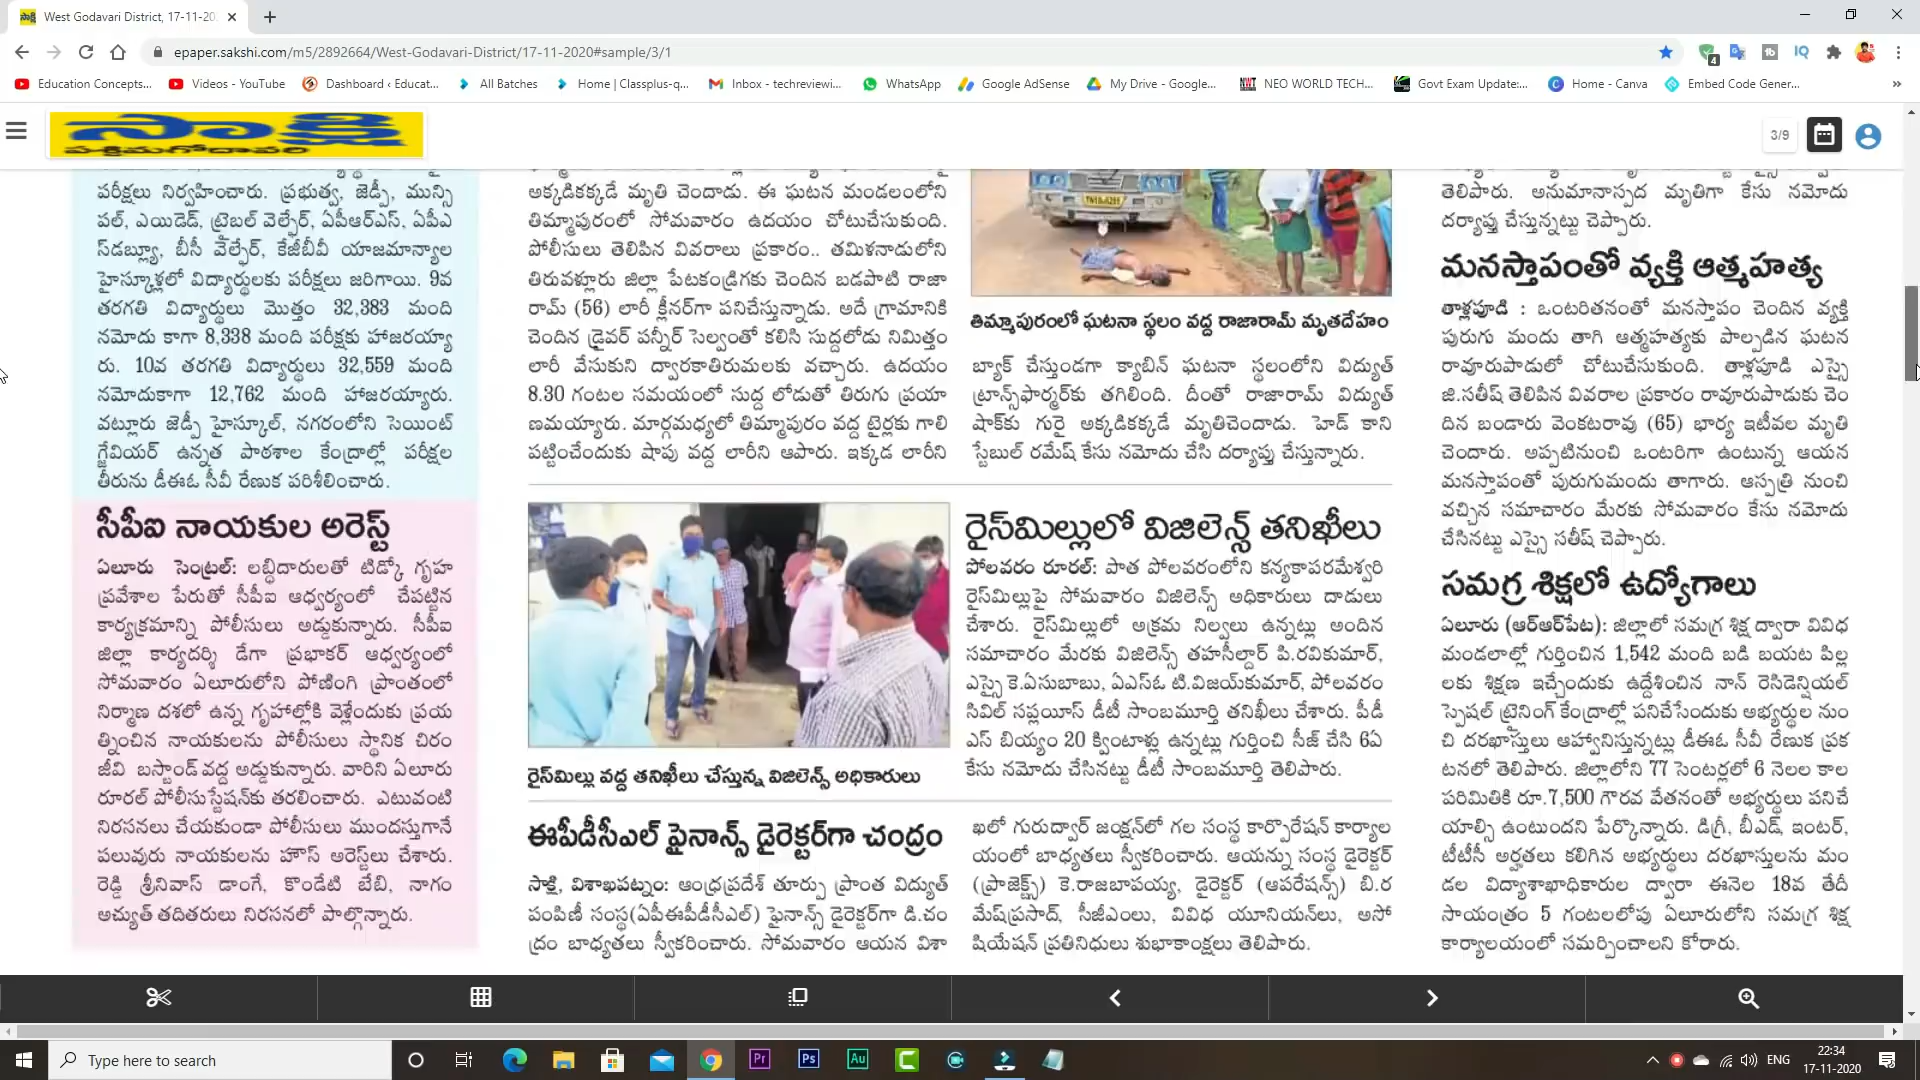 West Godavari District, 17-11-20
epaper.sakshi.com/m5/2892664/West-Godavari-District/17-11-2020#sample/3/1
4
Education Concepts...
Videos - YouTube
Dashboard ‹ Educat...
All Batches
Home | Classplus-q...
Inbox - techreviewi...
WhatsApp
Google AdSense
My Drive - Google...
NEO WORLD TECH...
Govt Exam Update:...
Home - Canva
Embed Code Gener...
»
సాక్షి
పశ్చిమగోదావరి
3/9
పరీక్షలు నిర్వహించారు. ప్రభుత్వ, జెడ్పీ, మున్సి
పల్, ఎయిడెడ్, ట్రైబల్ వెల్ఫేర్, ఏపీఆర్ఎస్, ఏపీఎ
స్‌డబ్ల్యూ, బీసీ వెల్ఫేర్, కేజీబీవీ యాజమాన్యాల
హైస్కూళ్లలో విద్యార్థులకు పరీక్షలు జరిగాయి. 9వ
తరగతి విద్యార్థులు మొత్తం 32,383 మంది
నమోదు కాగా 8,338 మంది పరీక్షకు హాజరయ్యా
రు. 10వ తరగతి విద్యార్థులు 32,559 మంది
నమోదుకాగా 12,762 మంది హాజరయ్యారు.
వట్లూరు జెడ్పీ హైస్కూల్, నగరంలోని సెయింట్
గ్జేవియర్ ఉన్నత పాఠశాల కేంద్రాల్లో పరీక్షల
తీరును డీఈఓ సీవీ రేణుక పరిశీలించారు.
సీపీఐ నాయకుల అరెస్ట్
ఏలూరు సెంట్రల్: లబ్ధిదారులతో టిడ్కో గృహ
ప్రవేశాల పేరుతో సీపీఐ ఆధ్వర్యంలో చేపట్టిన
కార్యక్రమాన్ని పోలీసులు అడ్డుకున్నారు. సీపీఐ
జిల్లా కార్యదర్శి డేగా ప్రభాకర్ ఆధ్వర్యంలో
సోమవారం ఏలూరులోని పోణింగి ప్రాంతంలో
నిర్మాణ దశలో ఉన్న గృహాల్లోకి వెళ్లేందుకు ప్రయ
త్నించిన నాయకులను పోలీసులు స్థానిక చిరం
జీవి బస్టాండ్‌వద్ద అడ్డుకున్నారు. వారిని ఏలూరు
రూరల్ పోలీసుస్టేషన్‌కు తరలించారు. ఎటువంటి
నిరసనలు చేయకుండా పోలీసులు ముందస్తుగానే
పలువురు నాయకులను హౌస్ అరెస్ట్‌లు చేశారు.
రెడ్డి శ్రీనివాస్ డాంగే, కొండేటి బేబి, నాగం
అచ్యుత్ తదితరులు నిరసనలో పాల్గొన్నారు.
అక్కడికక్కడే మృతి చెందాడు. ఈ ఘటన మండలంలోని
తిమ్మాపురంలో సోమవారం ఉదయం చోటుచేసుకుంది.
పోలీసులు తెలిపిన వివరాలు ప్రకారం.. తమిళనాడులోని
తిరువళ్లూరు జిల్లా పేటకండ్రిగకు చెందిన బడపాటి రాజా
రామ్ (56) లారీ క్లీనర్‌గా పనిచేస్తున్నాడు. అదే గ్రామానికి
చెందిన డ్రైవర్ పన్నీర్ సెల్వంతో కలిసి సుద్దలోడు నిమిత్తం
లారీ వేసుకుని ద్వారకాతిరుమలకు వచ్చారు. ఉదయం
8.30 గంటల సమయంలో సుద్ద లోడుతో తిరుగు ప్రయా
ణమయ్యారు. మార్గమధ్యలో తిమ్మాపురం వద్ద టైర్లకు గాలి
పట్టించేందుకు షాపు వద్ద లారీని ఆపారు. ఇక్కడ లారీని
తిమ్మాపురంలో ఘటనా స్థలం వద్ద రాజారామ్ మృతదేహం
బ్యాక్ చేస్తుండగా క్యాబిన్ ఘటనా స్థలంలోని విద్యుత్
ట్రాన్స్‌ఫార్మర్‌కు తగిలింది. దీంతో రాజారామ్ విద్యుత్
షాక్‌కు గురై అక్కడికక్కడే మృతిచెందాడు. హెడ్ కాని
స్టేబుల్ రమేష్ కేసు నమోదు చేసి దర్యాప్తు చేస్తున్నారు.
రైస్‌మిల్లు వద్ద తనిఖీలు చేస్తున్న విజిలెన్స్ అధికారులు
రైస్‌మిల్లులో విజిలెన్స్ తనిఖీలు
పోలవరం రూరల్: పాత పోలవరంలోని కన్యకాపరమేశ్వరి
రైస్‌మిల్లుపై సోమవారం విజిలెన్స్ అధికారులు దాడులు
చేశారు. రైస్‌మిల్లులో అక్రమ నిల్వలు ఉన్నట్లు అందిన
సమాచారం మేరకు విజిలెన్స్ తహసీల్దార్ పి.రవికుమార్,
ఎస్సై కె.ఏసుబాబు, ఏఎస్ఓ టి.విజయ్‌కుమార్, పోలవరం
సివిల్ సప్లయీస్ డీటీ సాంబమూర్తి తనిఖీలు చేశారు. పీడీ
ఎస్ బియ్యం 20 క్వింటాళ్లు ఉన్నట్లు గుర్తించి సీజ్ చేసి 6ఏ
కేసు నమోదు చేసినట్టు డీటీ సాంబమూర్తి తెలిపారు.
ఈపీడీసీఎల్ ఫైనాన్స్ డైరెక్టర్‌గా చంద్రం
సాక్షి, విశాఖపట్నం: ఆంధ్రప్రదేశ్ తూర్పు ప్రాంత విద్యుత్
పంపిణీ సంస్థ(ఏపీఈపీడీసీఎల్) ఫైనాన్స్ డైరెక్టర్‌గా డి.చం
ద్రం బాధ్యతలు స్వీకరించారు. సోమవారం ఆయన విశా
ఖలో గురుద్వార్ జంక్షన్‌లో గల సంస్థ కార్పొరేషన్ కార్యాల
యంలో బాధ్యతలు స్వీకరించారు. ఆయన్ను సంస్థ డైరెక్టర్
(ప్రాజెక్ట్స్) కె.రాజబాపయ్య, డైరెక్టర్ (ఆపరేషన్స్) బి.ర
మేష్‌ప్రసాద్, సీజీఎంలు, వివిధ యూనియన్‌లు, అసో
షియేషన్ ప్రతినిధులు శుభాకాంక్షలు తెలిపారు.
తెలిపారు. అనుమానాస్పద మృతిగా కేసు నమోదు
దర్యాప్తు చేస్తున్నట్టు చెప్పారు.
మనస్తాపంతో వ్యక్తి ఆత్మహత్య
తాళ్లపూడి : ఒంటరితనంతో మనస్తాపం చెందిన వ్యక్తి
పురుగు మందు తాగి ఆత్మహత్యకు పాల్పడిన ఘటన
రావూరుపాడులో చోటుచేసుకుంది. తాళ్లపూడి ఎస్సై
జి.సతీష్ తెలిపిన వివరాల ప్రకారం రావూరుపాడుకు చెం
దిన బండారు వెంకటరావు (65) భార్య ఇటీవల మృతి
చెందారు. అప్పటినుంచి ఒంటరిగా ఉంటున్న ఆయన
మనస్తాపంతో పురుగుమందు తాగారు. ఆస్పత్రి నుంచి
వచ్చిన సమాచారం మేరకు సోమవారం కేసు నమోదు
చేసినట్టు ఎస్సై సతీష్ చెప్పారు.
సమగ్ర శిక్షలో ఉద్యోగాలు
ఏలూరు (ఆర్ఆర్‌పేట): జిల్లాలో సమగ్ర శిక్ష ద్వారా వివిధ
మండలాల్లో గుర్తించిన 1,542 మంది బడి బయట పిల్ల
లకు శిక్షణ ఇచ్చేందుకు ఉద్దేశించిన నాన్ రెసిడెన్షియల్
స్పెషల్ ట్రైనింగ్ కేంద్రాల్లో పనిచేసేందుకు అభ్యర్థుల నుం
చి దరఖాస్తులు ఆహ్వానిస్తున్నట్లు డీఈఓ సీవీ రేణుక ప్రక
టనలో తెలిపారు. జిల్లాలోని 77 సెంటర్లలో 6 నెలల కాల
పరిమితికి రూ.7,500 గౌరవ వేతనంతో అభ్యర్థులు పనిచే
యాల్సి ఉంటుందని పేర్కొన్నారు. డిగ్రీ, బీఎడ్, ఇంటర్,
టీటీసీ అర్హతలు కలిగిన అభ్యర్థులు దరఖాస్తులను మం
డల విద్యాశాఖాధికారుల ద్వారా ఈనెల 18వ తేదీ
సాయంత్రం 5 గంటలలోపు ఏలూరులోని సమగ్ర శిక్ష
కార్యాలయంలో సమర్పించాలని కోరారు.
Type here to search
Pr
Ps
Au
ENG
22:34
17-11-2020